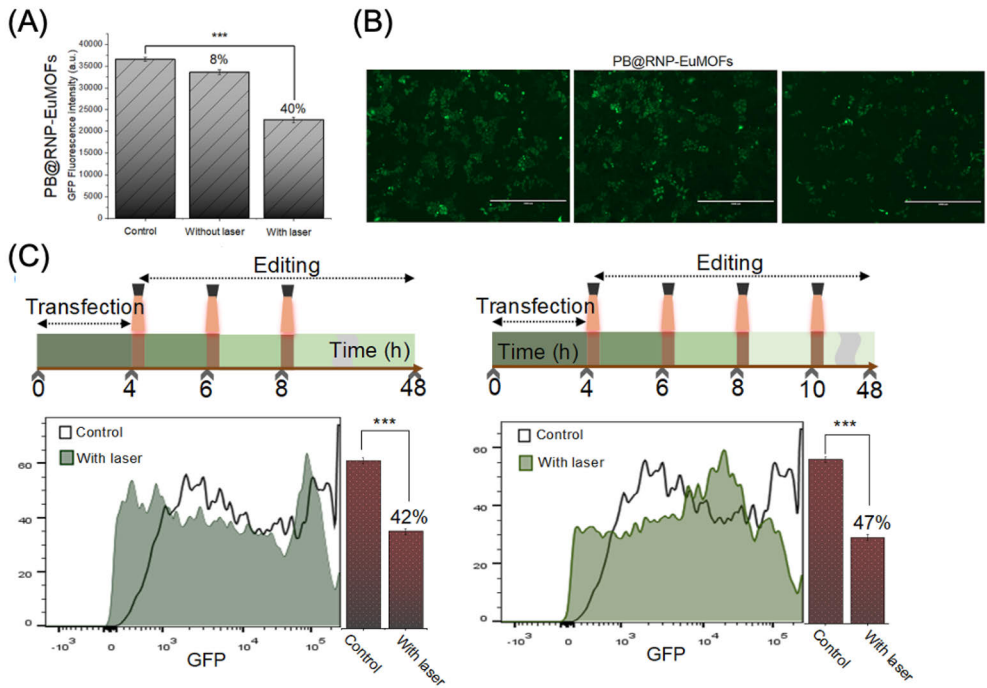 (A)
PB@RNP-EuMOFs
GFP Fluorescence Intensity (a.u.)
40000
35000
30000
25000
20000
15000
10000
5000
0
***
8%
40%
Control
Without laser
With laser
(B)
PB@RNP-EuMOFs
(C)
Editing
Transfection
Time (h)
0
4
6
8
48
Editing
Transfection
Time (h)
0
4
6
8
10
48
Control
With laser
60
40
20
0
-10³
0
10³
10⁴
10⁵
GFP
***
42%
Control
With laser
Control
With laser
60
40
20
0
-10³
0
10³
10⁴
10⁵
GFP
***
47%
Control
With laser